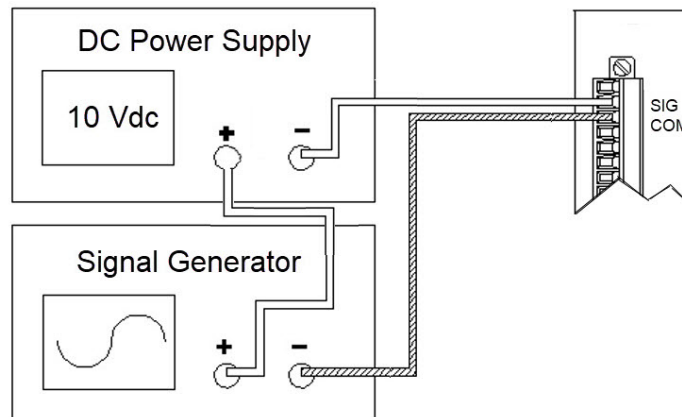 DC Power Supply
10 Vdc
+ −
SIG
COM
Signal Generator
+ −